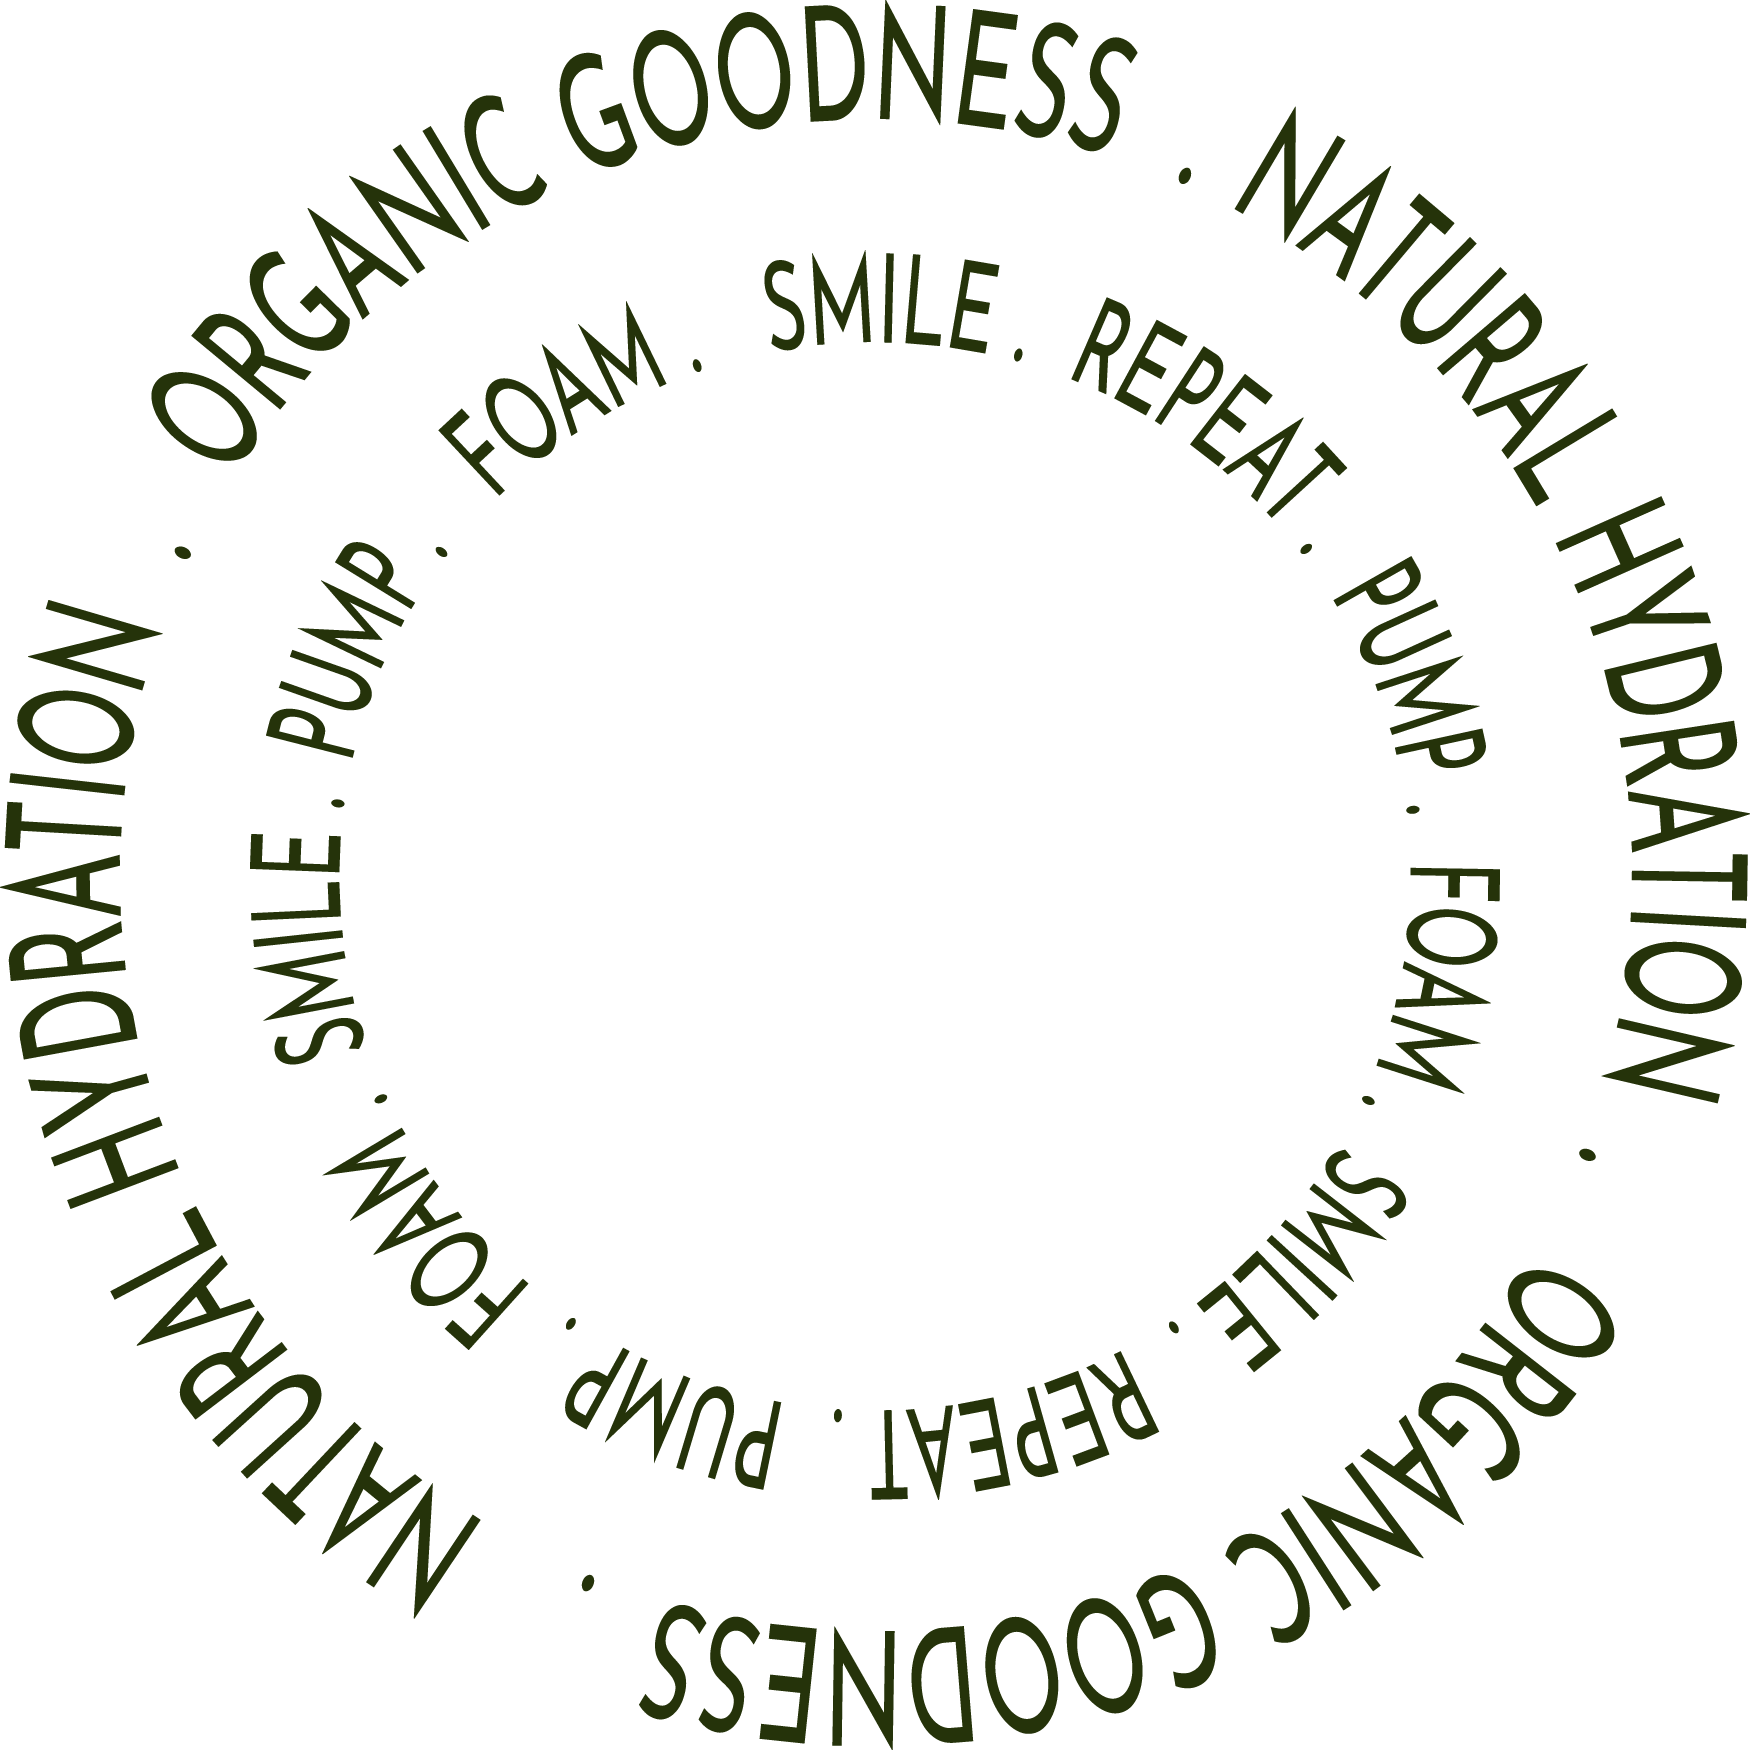 ORGANIC GOODNESS . NATURAL HYDRATION . ORGANIC GOODNESS . NATURAL HYDRATION .
FOAM . SMILE . REPEAT . PUMP . FOAM . SMILE . REPEAT . PUMP . FOAM . SMILE . PUMP .